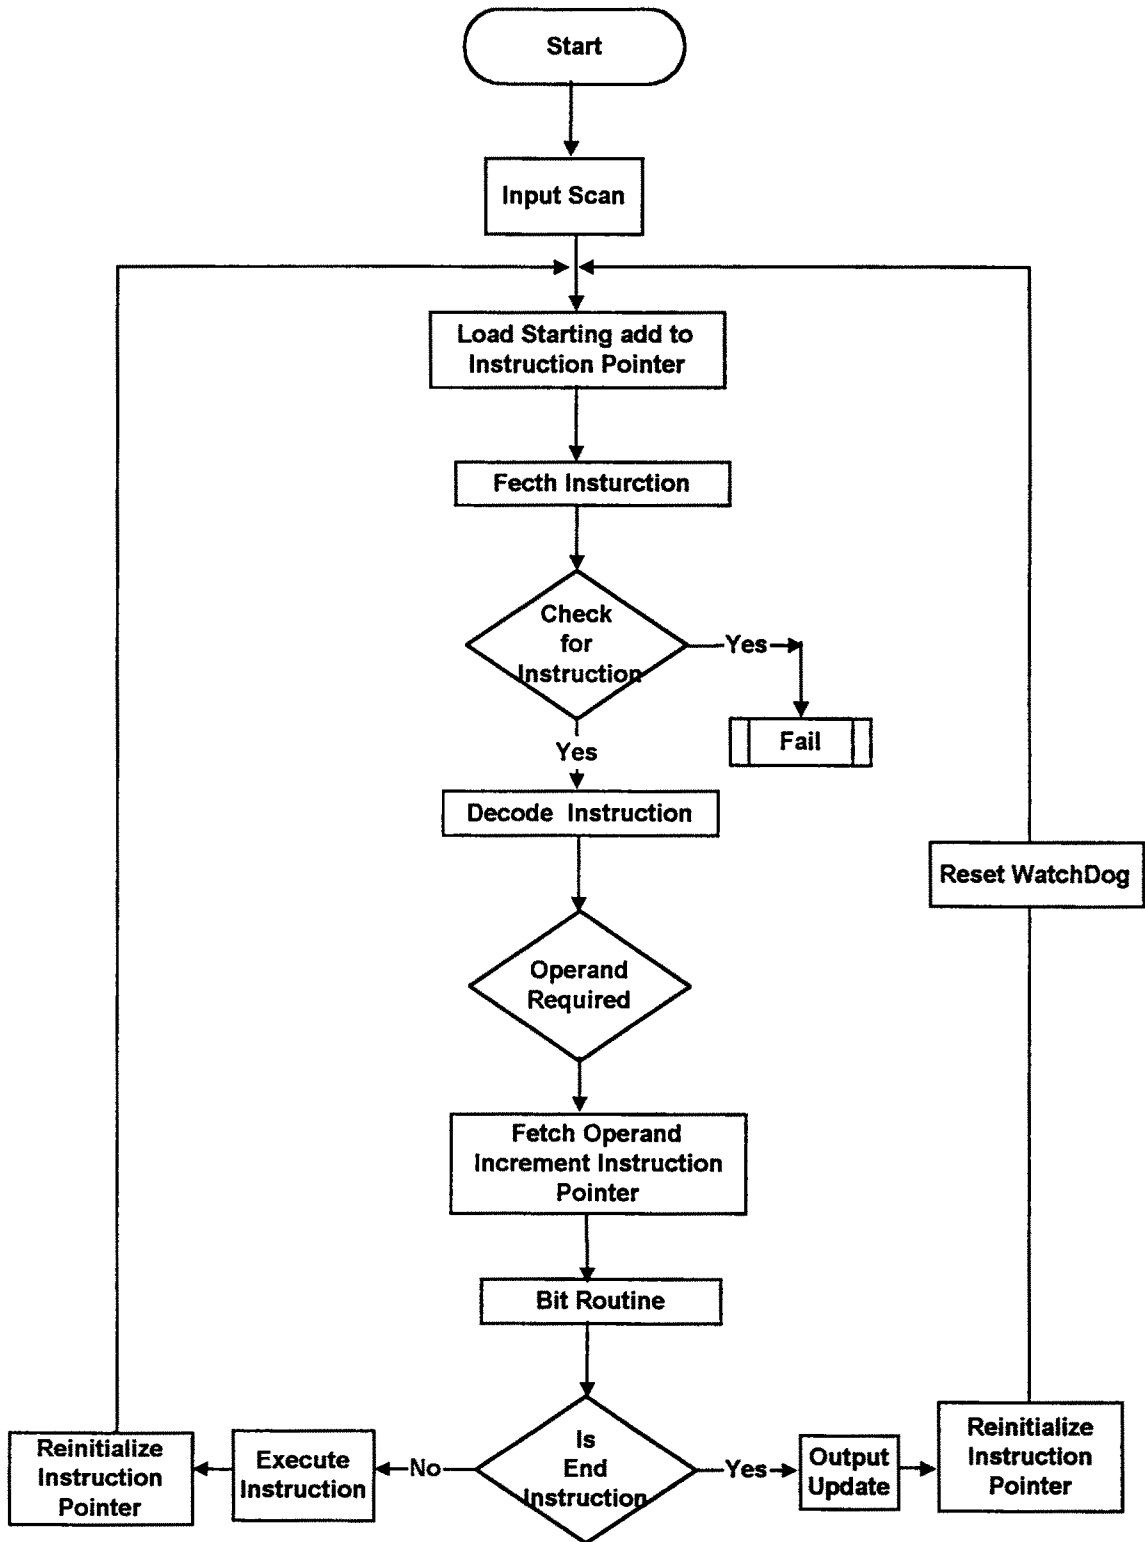 Start
Input Scan
Load Starting add to
Instruction Pointer
Fecth Insturction
Check
for
Instruction
Yes
Fail
Yes
Decode Instruction
Reset WatchDog
Operand
Required
Fetch Operand
Increment Instruction
Pointer
Bit Routine
Reinitialize
Instruction
Pointer
Execute
Instruction
No
Is
End
Instruction
Yes
Output
Update
Reinitialize
Instruction
Pointer